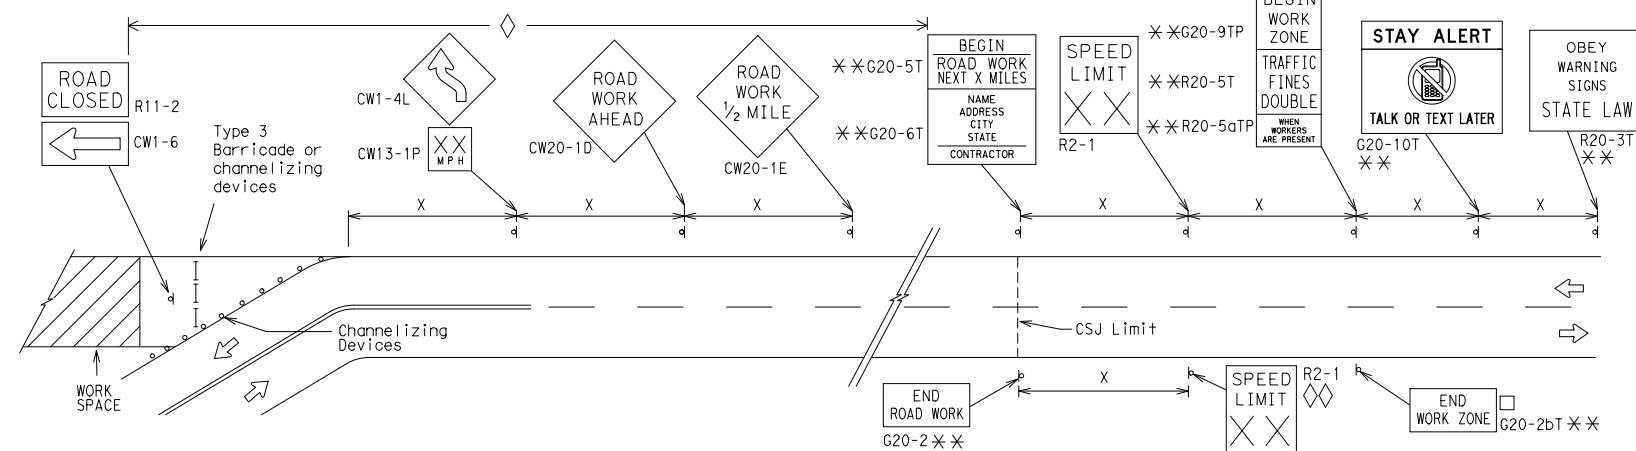 ROAD
CLOSED
R11-2
CW1-6
Type 3
Barricade or
channelizing
devices
CW1-4L
XX
MPH
CW13-1P
ROAD
WORK
AHEAD
CW20-1D
ROAD
WORK
1/2 MILE
CW20-1E
**G20-5T
**G20-6T
BEGIN
ROAD WORK
NEXT X MILES
NAME
ADDRESS
CITY
STATE
CONTRACTOR
SPEED
LIMIT
XX
R2-1
**G20-9TP
**R20-5T
**R20-5aTP
BEGIN
WORK
ZONE
TRAFFIC
FINES
DOUBLE
WHEN
WORKERS
ARE PRESENT
STAY ALERT
TALK OR TEXT LATER
G20-10T
**
OBEY
WARNING
SIGNS
STATE LAW
R20-3T
**
X
X
X
X
X
X
X
Channelizing
Devices
WORK
SPACE
CSJ Limit
END
ROAD WORK
G20-2 **
X
SPEED
LIMIT
XX
R2-1
END
WORK ZONE
G20-2bT **